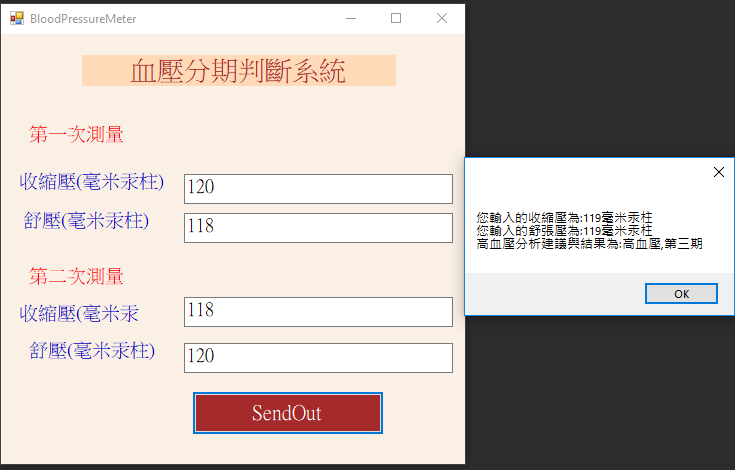 BloodPressureMeter
血壓分期判斷系統
第一次測量
收縮壓(毫米汞柱)
120
舒壓(毫米汞柱)
118
第二次測量
收縮壓(毫米汞
118
舒壓(毫米汞柱)
120
SendOut
您輸入的收縮壓為:119毫米汞柱
您輸入的舒張壓為:119毫米汞柱
高血壓分析建議與結果為:高血壓,第三期
OK